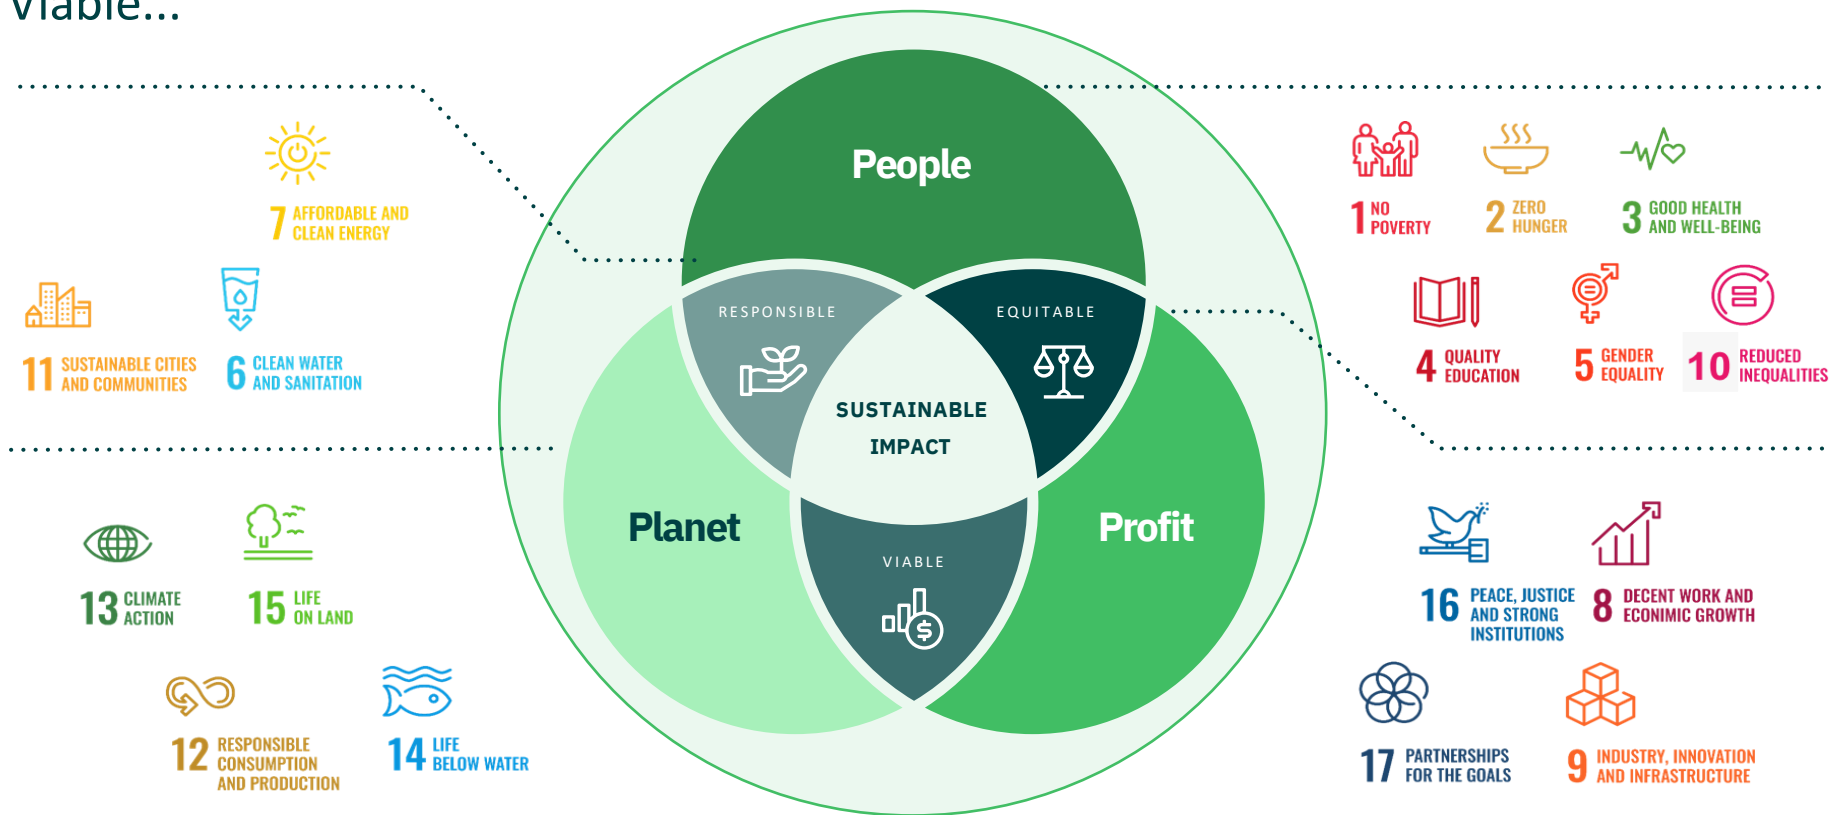 Viable...
People
RESPONSIBLE
EQUITABLE
SUSTAINABLE
IMPACT
Planet
Profit
VIABLE
$
7 AFFORDABLE AND
CLEAN ENERGY
11 SUSTAINABLE CITIES
AND COMMUNITIES
6 CLEAN WATER
AND SANITATION
13 CLIMATE
ACTION
15 LIFE
ON LAND
12 RESPONSIBLE
CONSUMPTION
AND PRODUCTION
14 LIFE
BELOW WATER
1 NO
POVERTY
2 ZERO
HUNGER
3 GOOD HEALTH
AND WELL-BEING
4 QUALITY
EDUCATION
5 GENDER
EQUALITY
10 REDUCED
INEQUALITIES
16 PEACE, JUSTICE
AND STRONG
INSTITUTIONS
8 DECENT WORK AND
ECONIMIC GROWTH
17 PARTNERSHIPS
FOR THE GOALS
9 INDUSTRY, INNOVATION
AND INFRASTRUCTURE